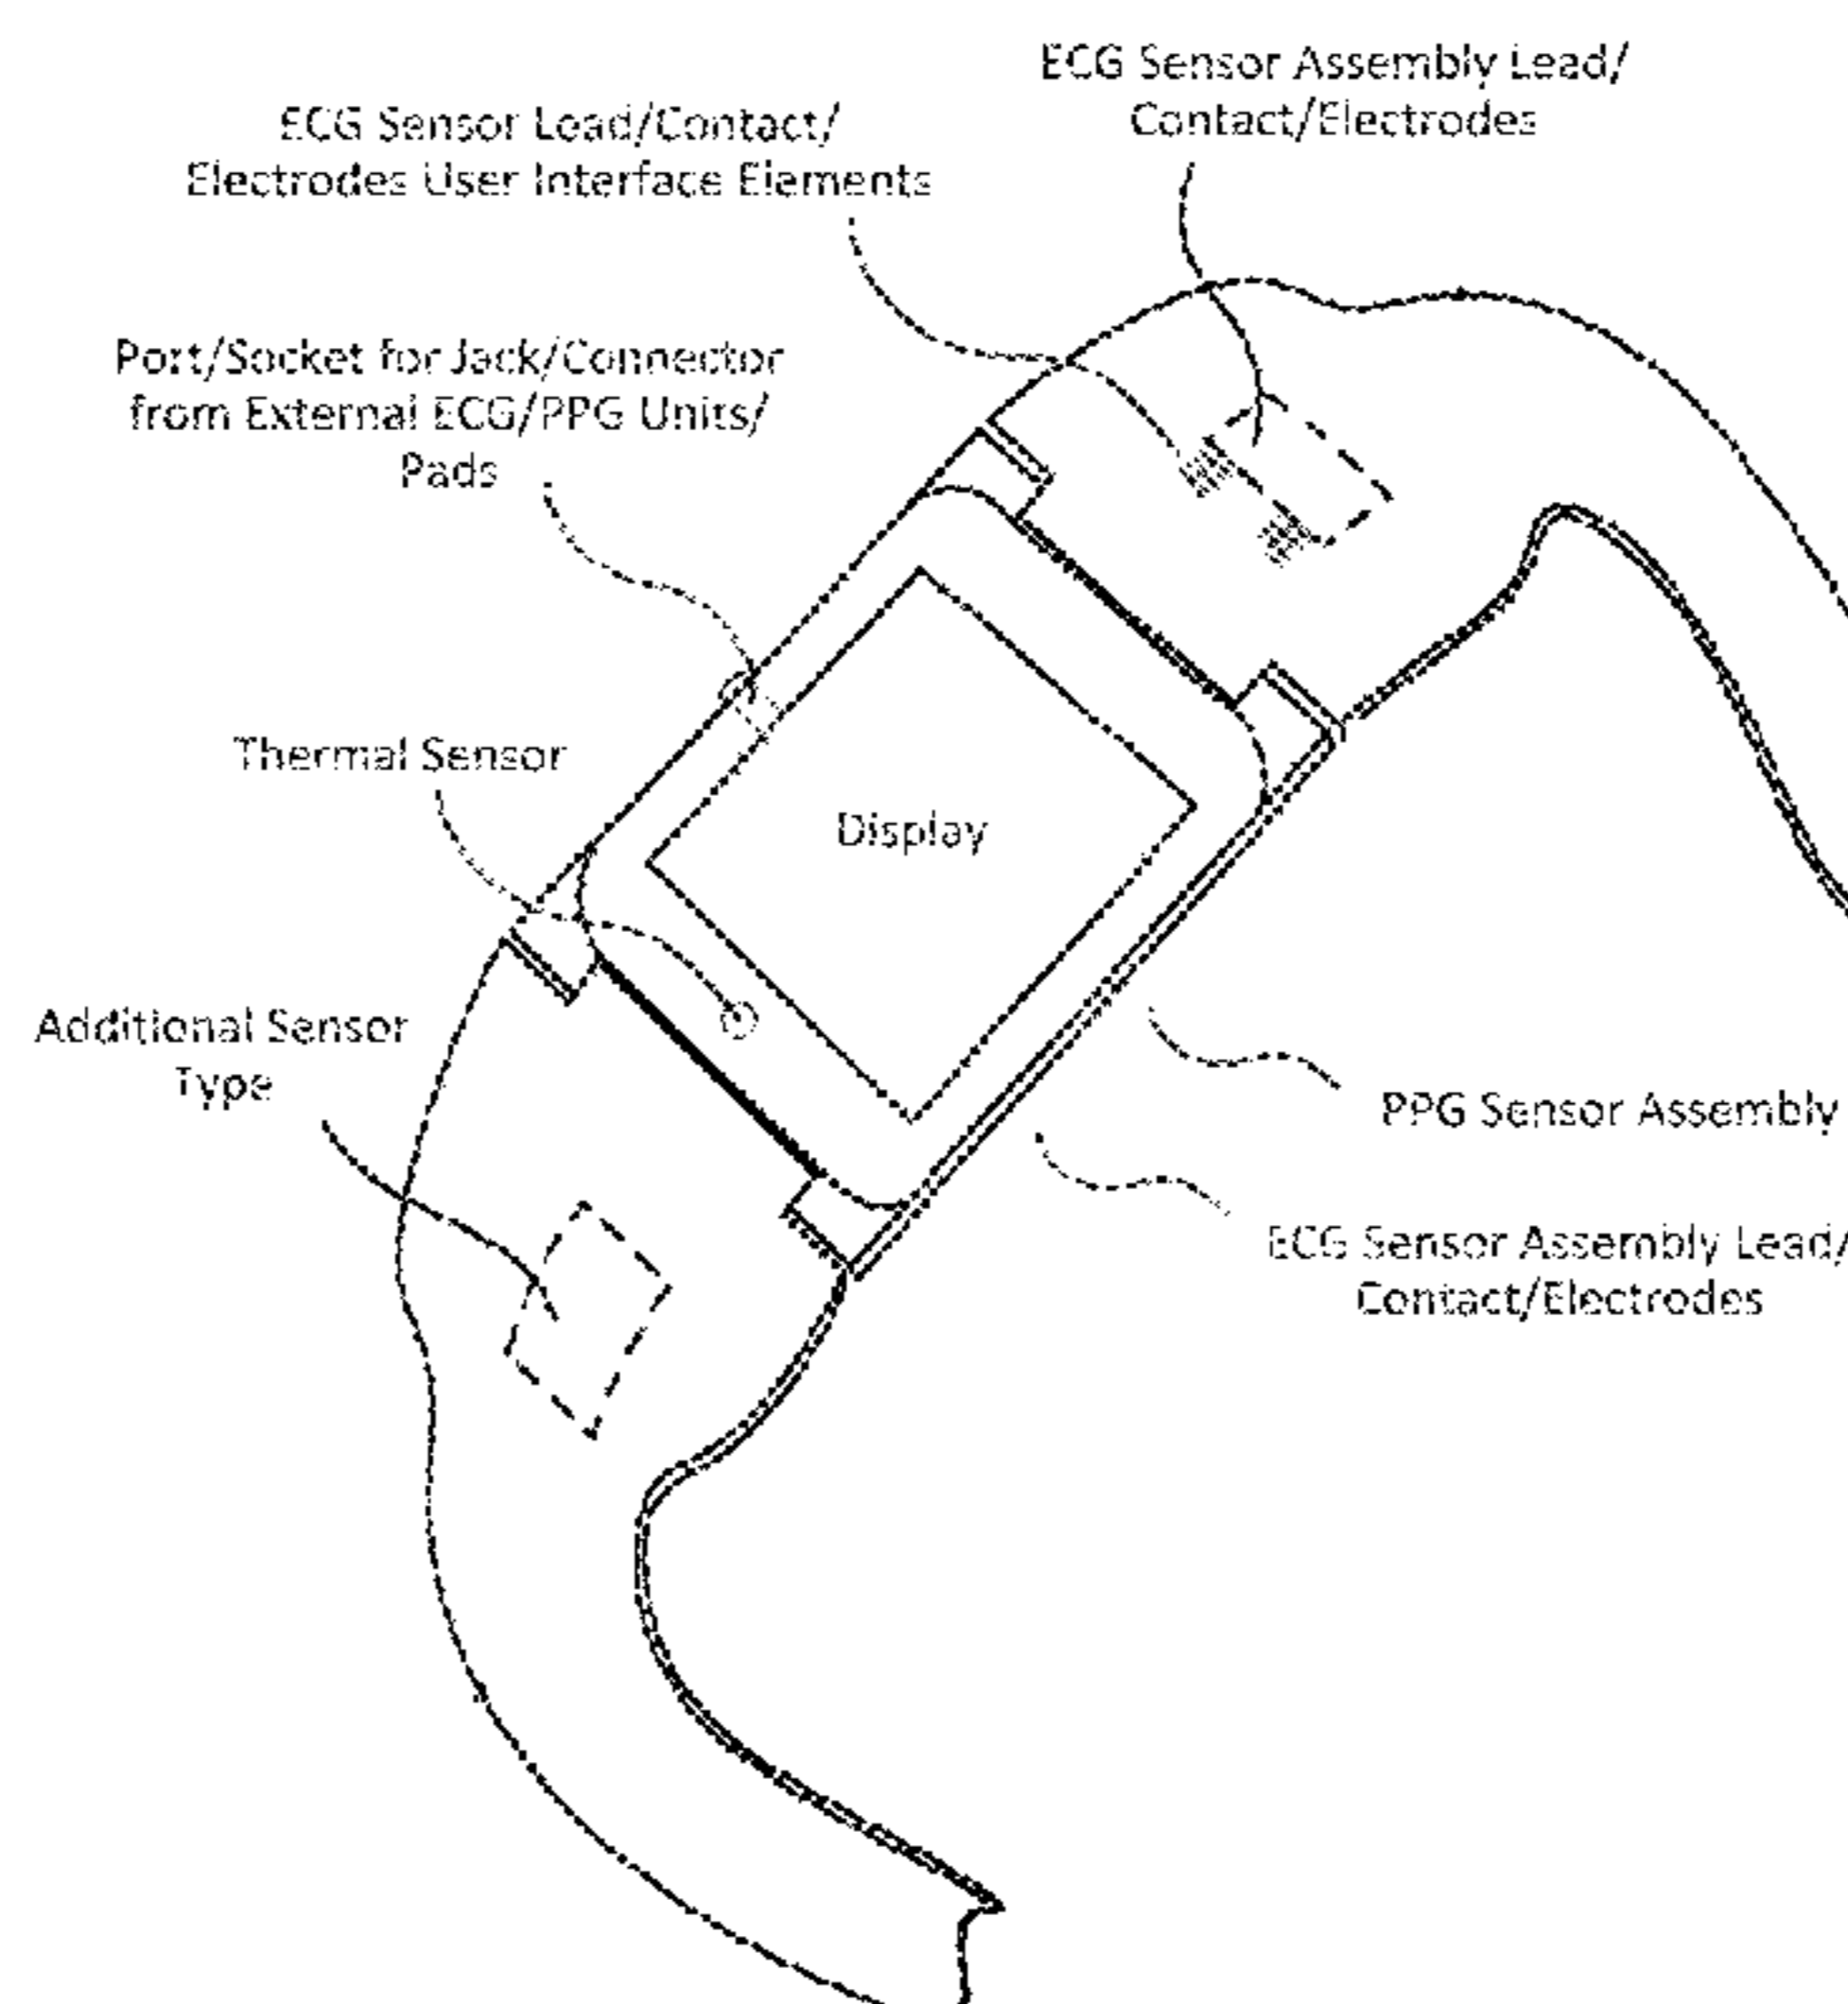 ECG Sensor Assembly Lead/
Contact/Electrodes
ECG Sensor Lead/Contact/
Electrodes User Interface Elements
Port/Socket for Jack/Connector
from External ECG/PPG Units/
Pads
Thermal Sensor
Display
Additional Sensor
Type
PPG Sensor Assembly
ECG Sensor Assembly Lead/
Contact/Electrodes